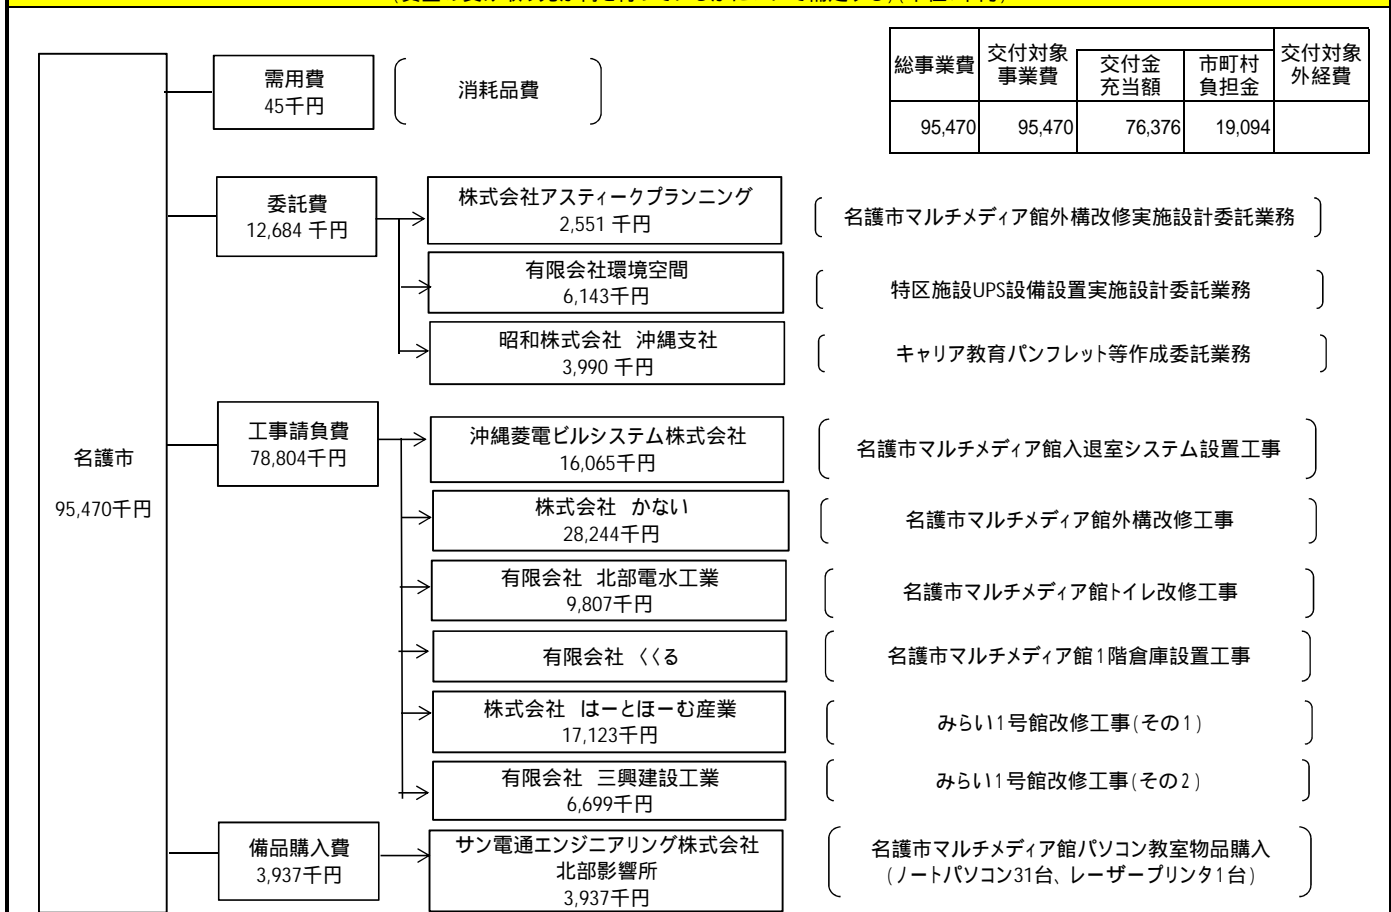 総事業費
交付対象
事業費
交付金
充当額
市町村
負担金
交付対象
外経費
95,470 95,470 76,376 19,094
名護市
95,470千円
需用費
45千円
消耗品費
委託費
12,684 千円
株式会社アスティークプランニング
2,551 千円
名護市マルチメディア館外構改修実施設計委託業務
有限会社環境空間
6,143千円
特区施設UPS設備設置実施設計委託業務
昭和株式会社 沖縄支社
3,990 千円
キャリア教育パンフレット等作成委託業務
工事請負費
78,804千円
沖縄菱電ビルシステム株式会社
16,065千円
名護市マルチメディア館入退室システム設置工事
株式会社 かない
28,244千円
名護市マルチメディア館外構改修工事
有限会社 北部電水工業
9,807千円
名護市マルチメディア館トイレ改修工事
有限会社 くくる
名護市マルチメディア館1階倉庫設置工事
株式会社 はーとほーむ産業
17,123千円
みらい1号館改修工事(その1)
有限会社 三興建設工業
6,699千円
みらい1号館改修工事(その2)
備品購入費
3,937千円
サン電通エンジニアリング株式会社
北部影響所
3,937千円
名護市マルチメディア館パソコン教室物品購入
(ノートパソコン31台、レーザープリンタ1台)